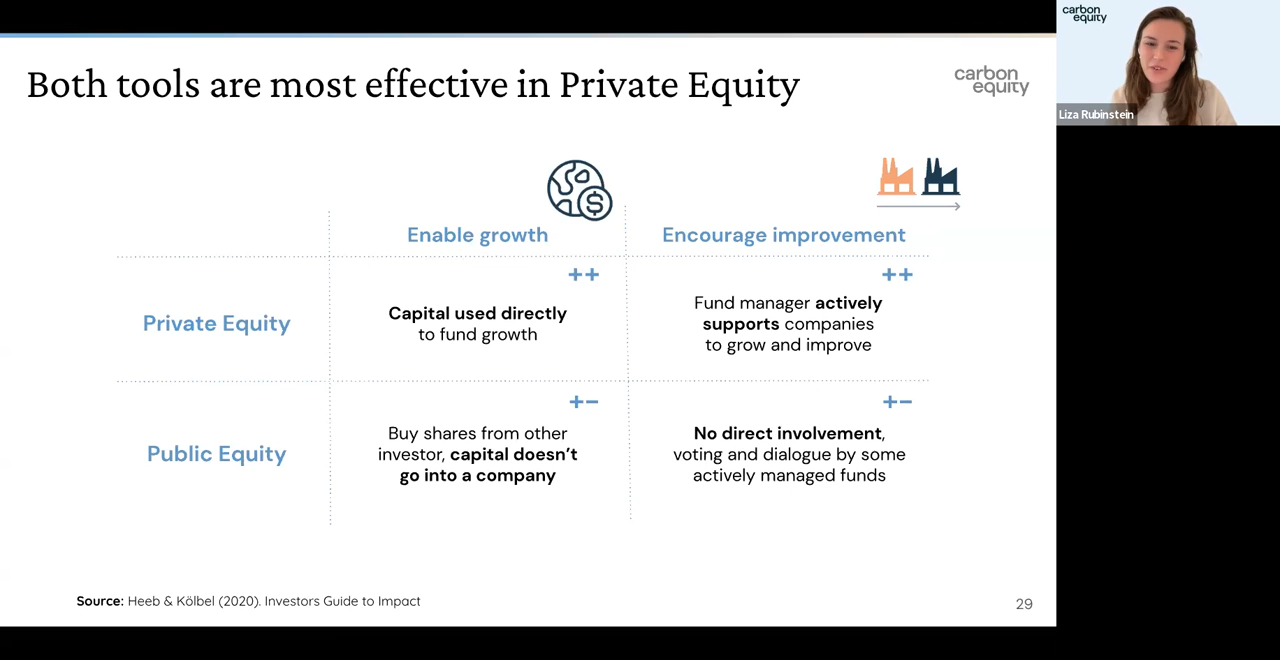 Both tools are most effective in Private Equity
carbon
equity
carbon
equity
Liza Rubinstein
Enable growth
Encourage improvement
Private Equity
++
Capital used directly
to fund growth
++
Fund manager actively
supports companies
to grow and improve
Public Equity
+−
Buy shares from other
investor, capital doesn’t
go into a company
+−
No direct involvement,
voting and dialogue by some
actively managed funds
Source: Heeb & Kölbel (2020). Investors Guide to Impact
29